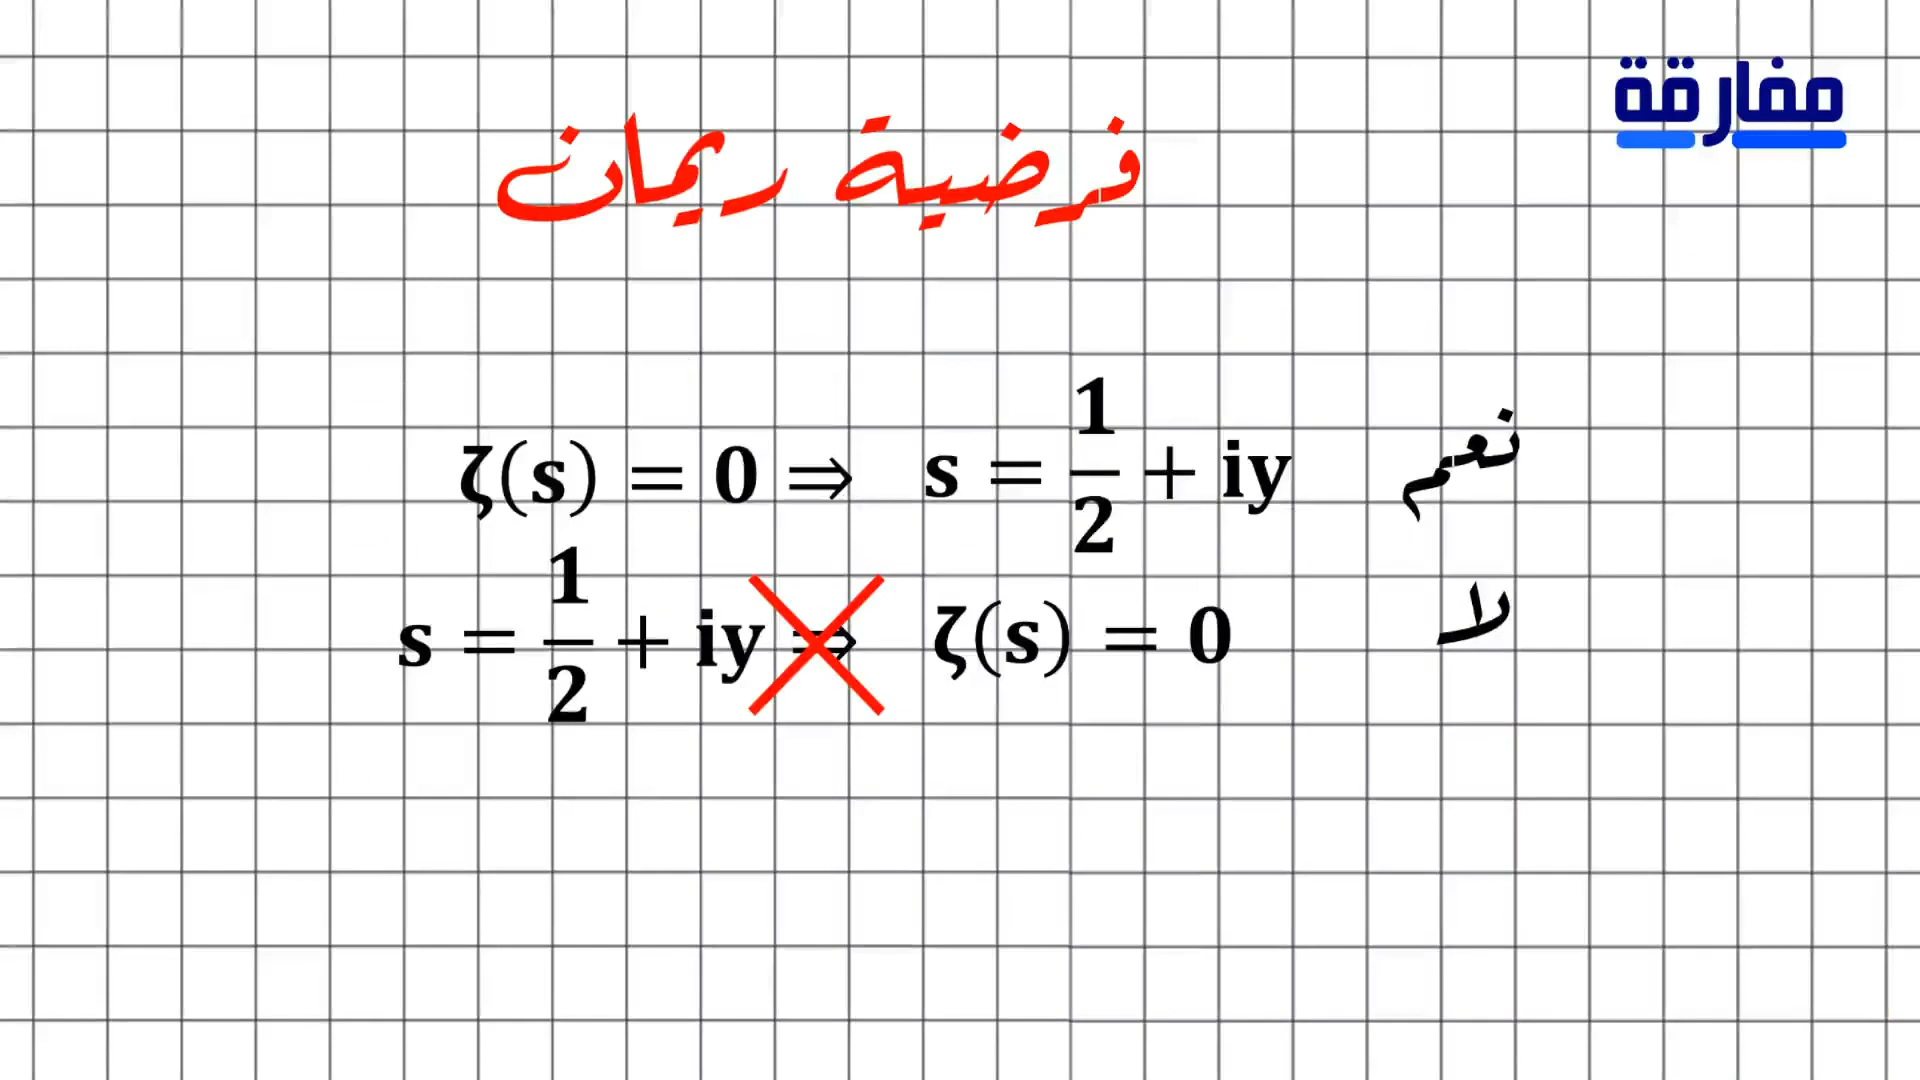 مفارقة
فرضية ريمان
ζ(s) = 0 ⇒ s = 1/2 + iy نعم
s = 1/2 + iy ⇒ ζ(s) = 0 لا